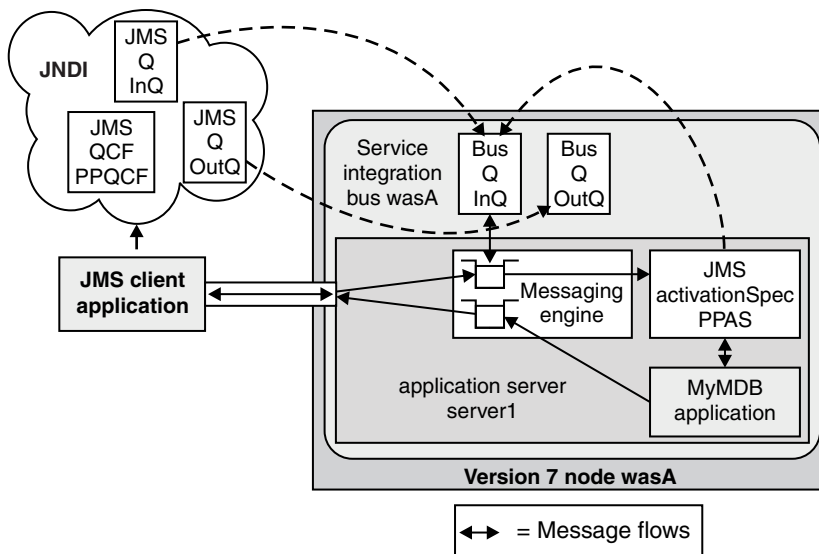 JNDI
JMS
Q
InQ
JMS
QCF
PPQCF
JMS
Q
OutQ
Service
integration
bus wasA
Bus
Q
InQ
Bus
Q
OutQ
JMS client
application
Messaging
engine
JMS
activationSpec
PPAS
application server
server1
MyMDB
application
Version 7 node wasA
= Message flows